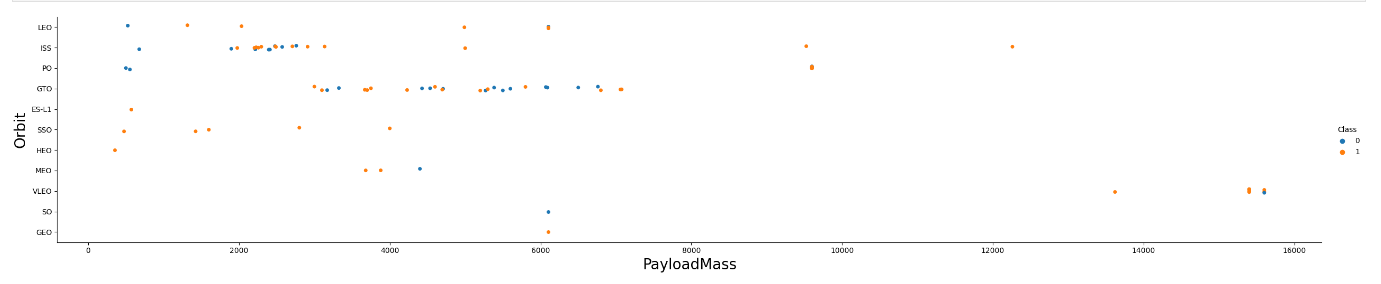 Orbit
LEO
ISS
PO
GTO
ES-L1
SSO
HEO
MEO
VLEO
SO
GEO
0 2000 4000 6000 8000 10000 12000 14000 16000
PayloadMass
Class
0
1